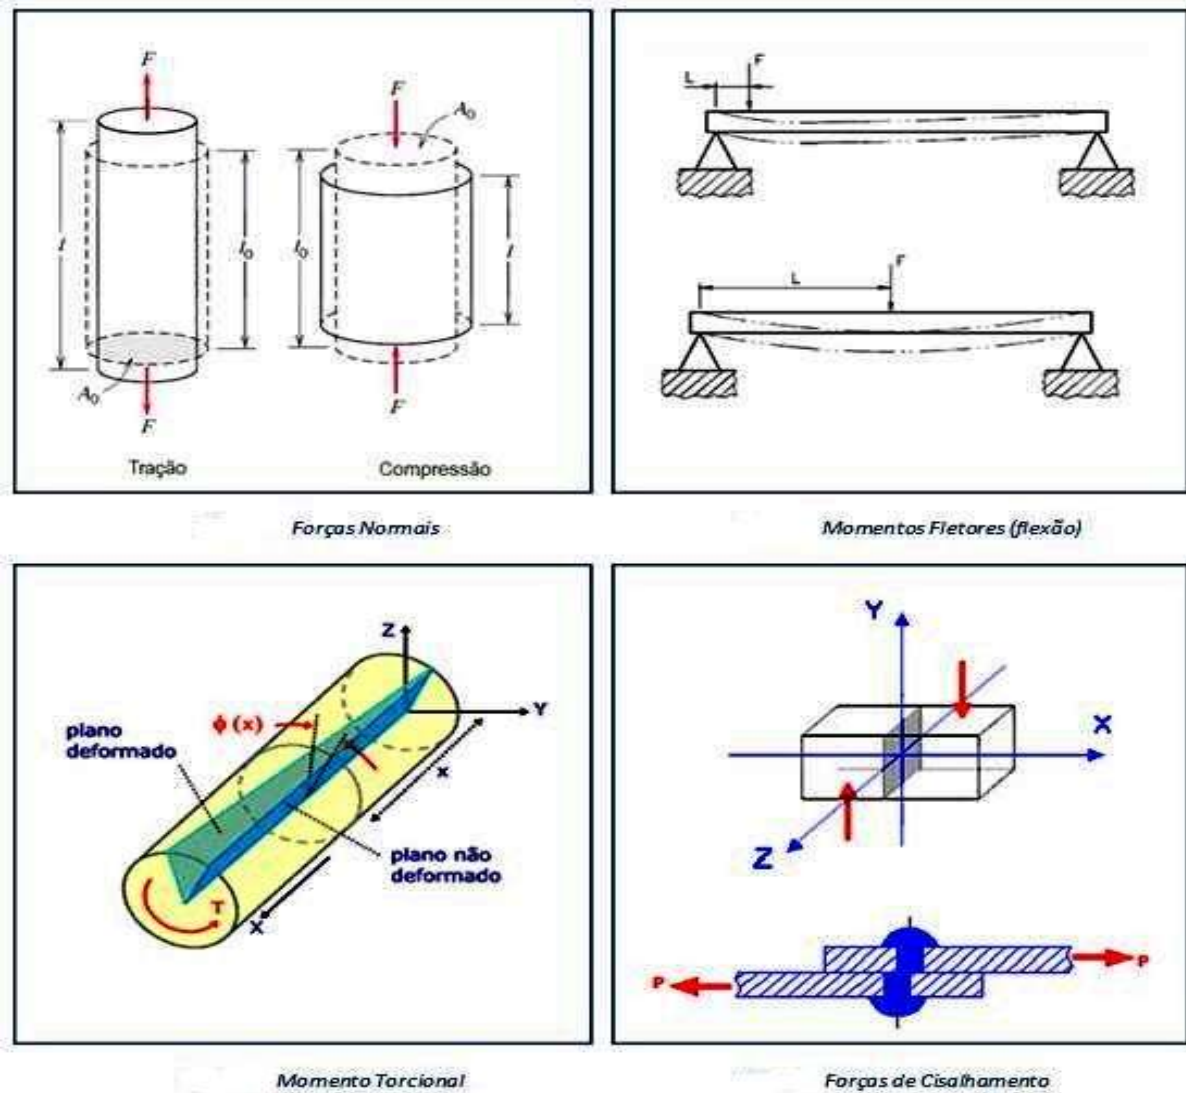 F
F
A₀
l
l₀
l₀
l
A₀
F
F
Tração
Compressão
Forças Normais
L
F
L
F
Momentos Fletores (flexão)
Z
Y
ϕ (x)
plano
deformado
x
plano não
deformado
T
X
Momento Torcional
Y
X
Z
P
P
Forças de Cisalhamento